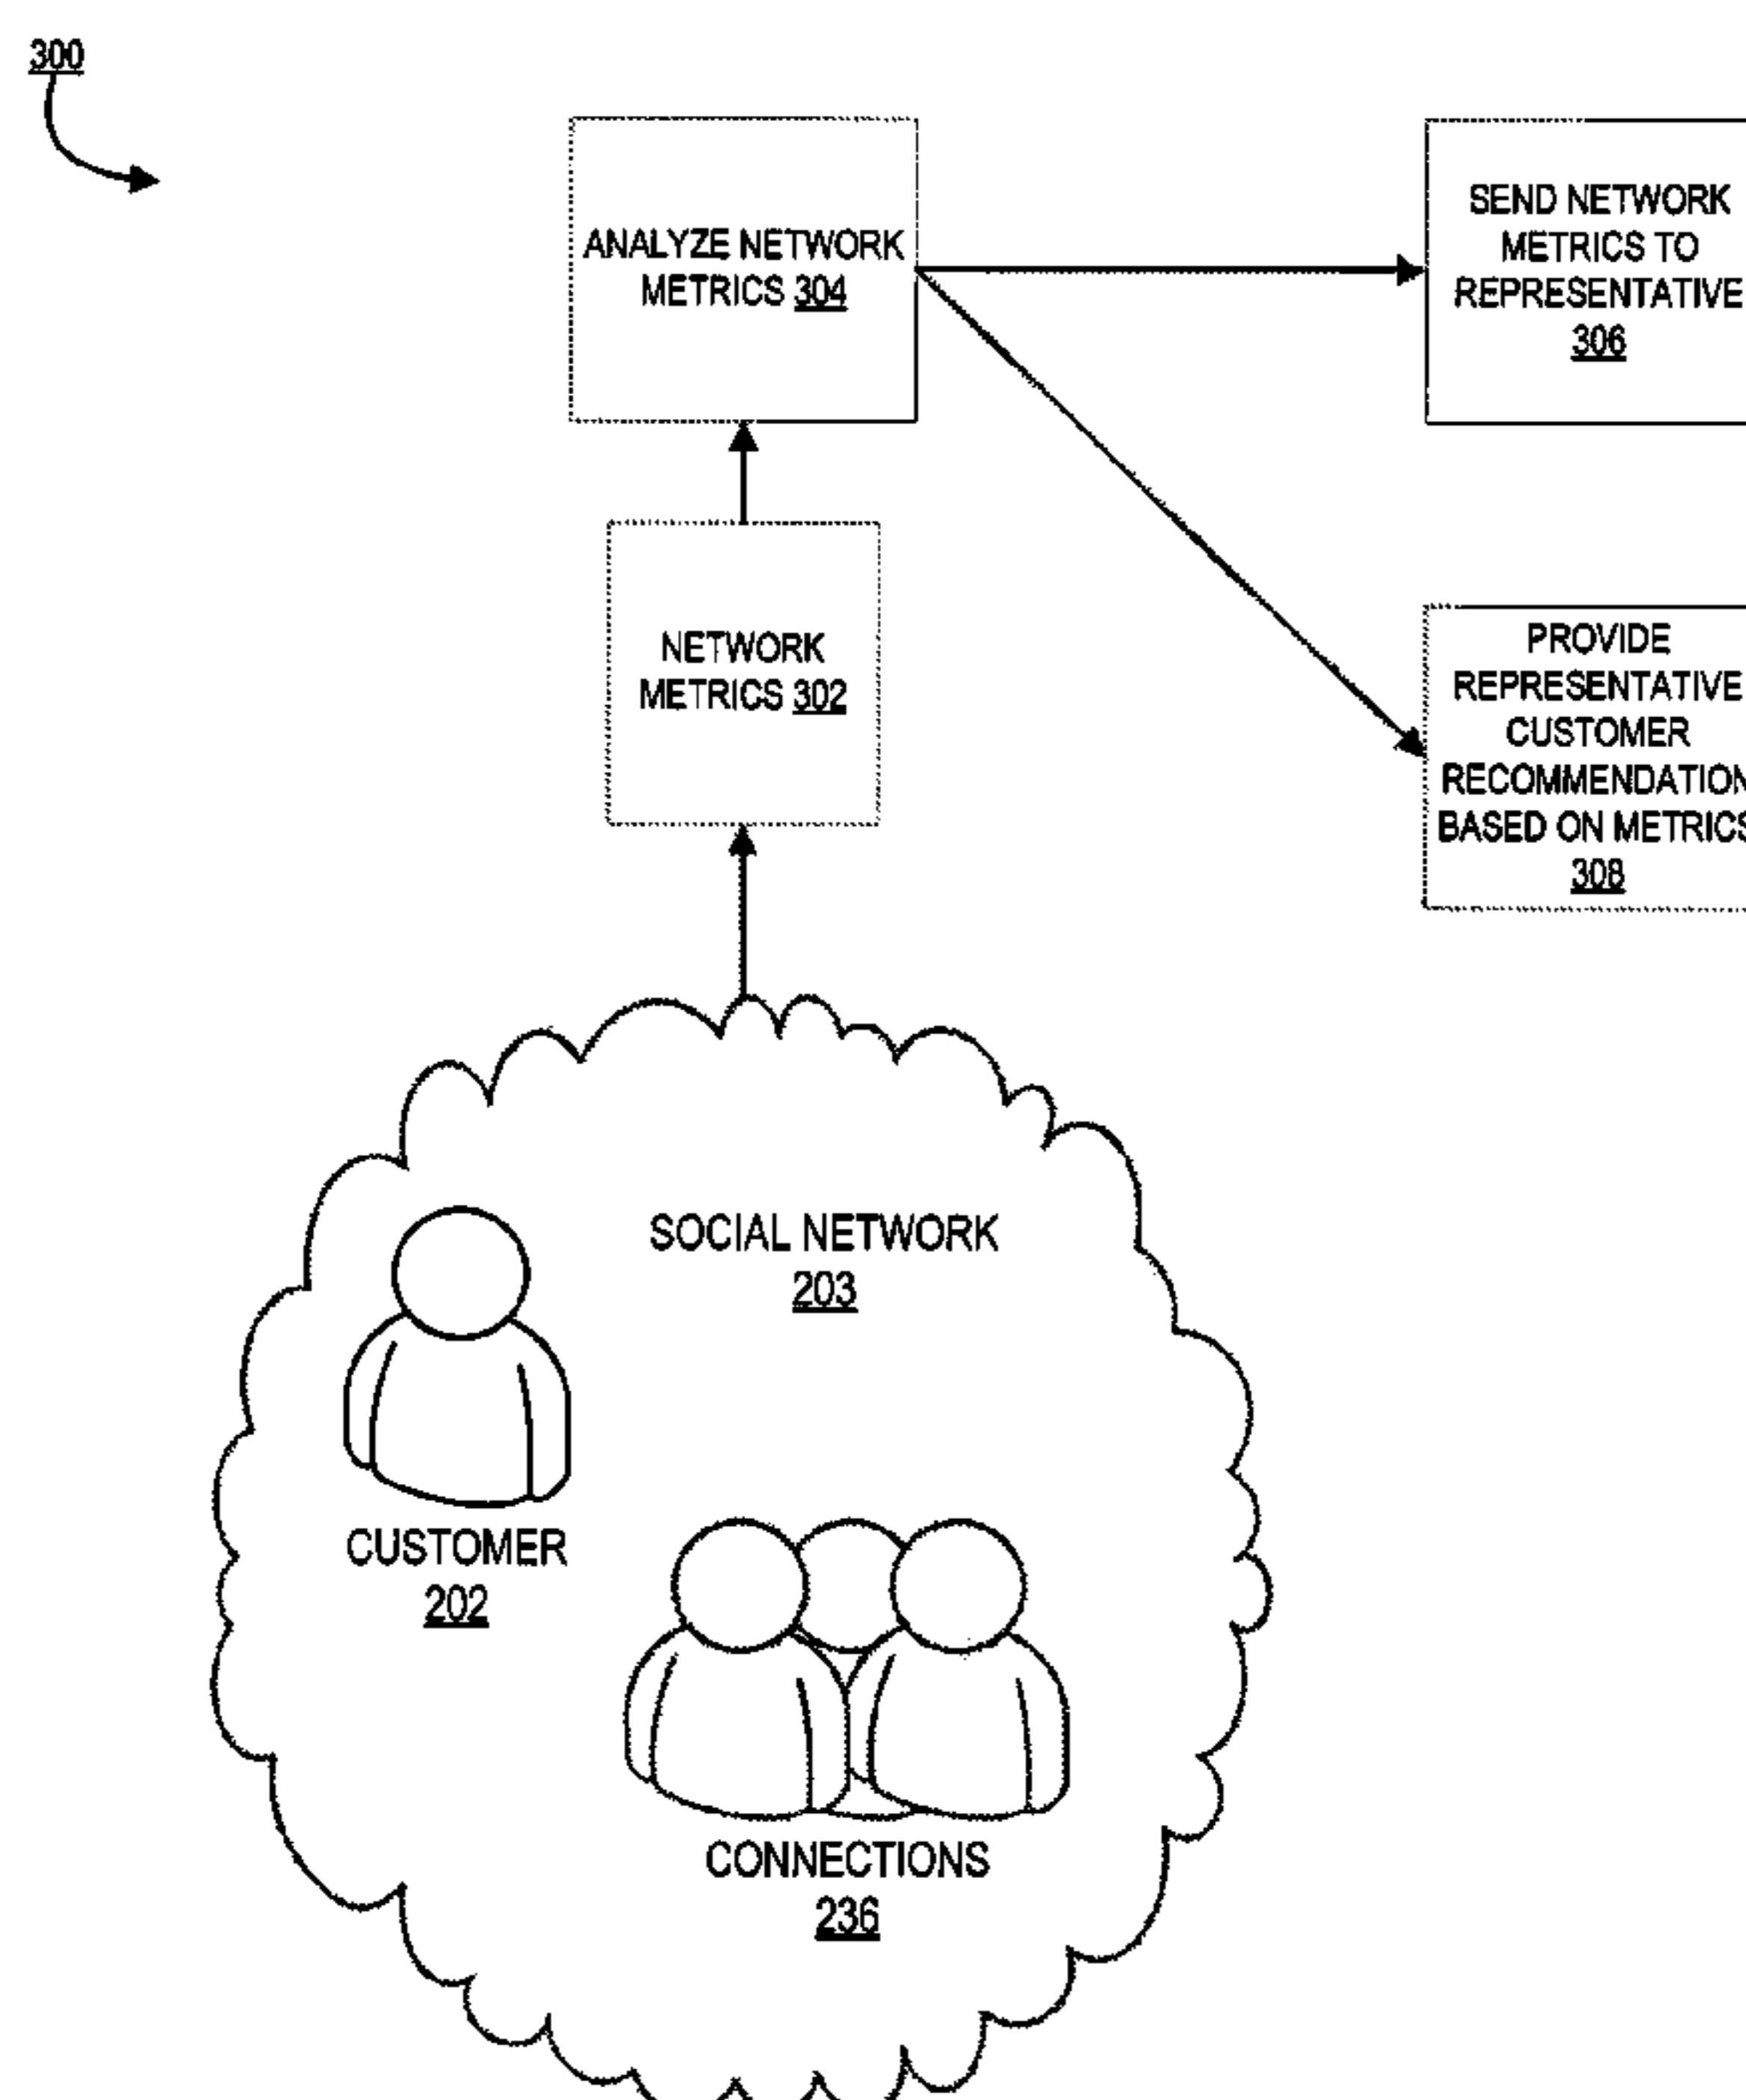 300
ANALYZE NETWORK
METRICS 304
SEND NETWORK
METRICS TO
REPRESENTATIVE
306
NETWORK
METRICS 302
PROVIDE
REPRESENTATIVE
CUSTOMER
RECOMMENDATION
BASED ON METRICS
308
SOCIAL NETWORK
203
CUSTOMER
202
CONNECTIONS
236